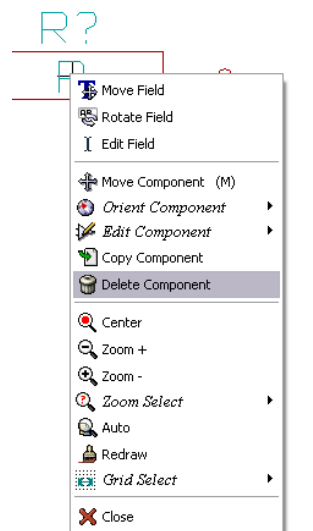 R?
R
Move Field
Rotate Field
Edit Field
Move Component (M)
Orient Component
Edit Component
Copy Component
Delete Component
Center
Zoom +
Zoom -
Zoom Select
Auto
Redraw
Grid Select
Close